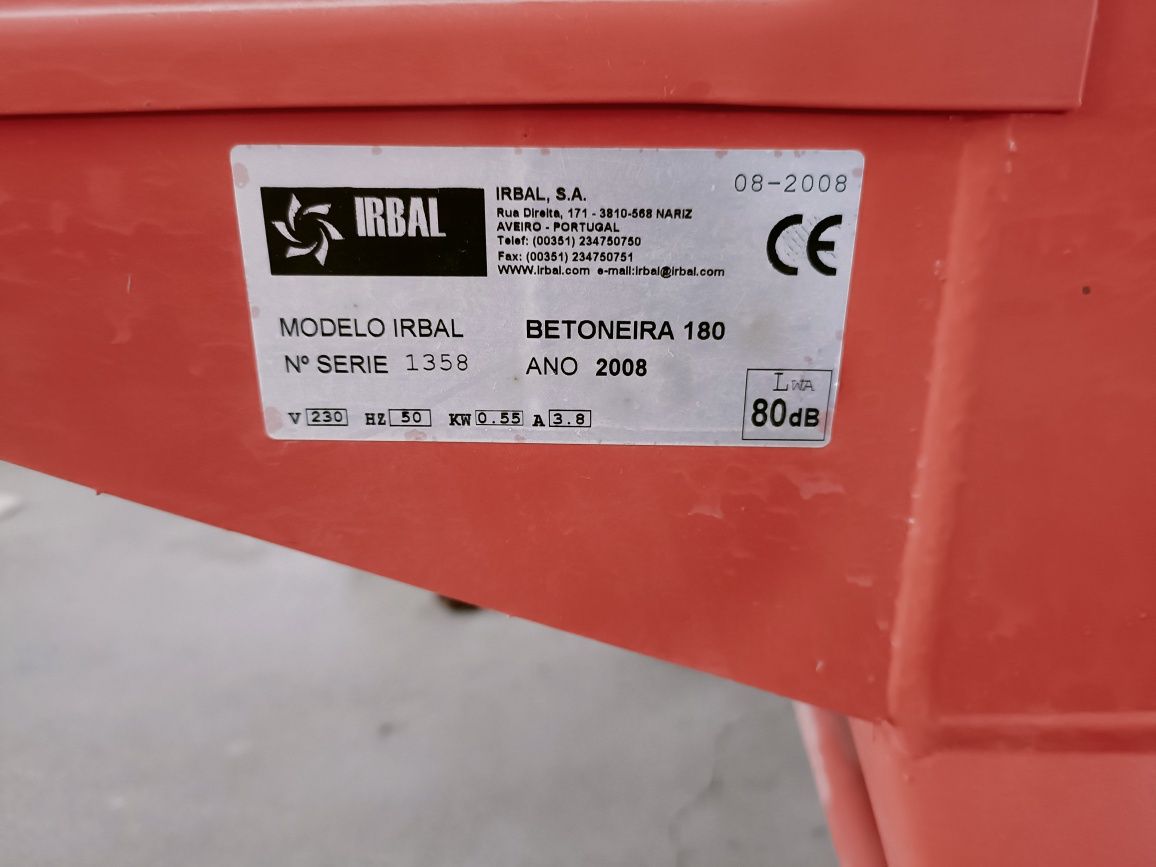 08-2008
IRBAL
IRBAL, S.A.
Rua Direita, 171 - 3810-568 NARIZ
AVEIRO - PORTUGAL
Telef: (00351) 234750750
Fax: (00351) 234750751
WWW.irbal.com e-mail:irbal@irbal.com
CE
MODELO IRBAL BETONEIRA 180
Nº SERIE 1358 ANO 2008
V 230 HZ 50 KW 0.55 A 3.8
LWA
80dB